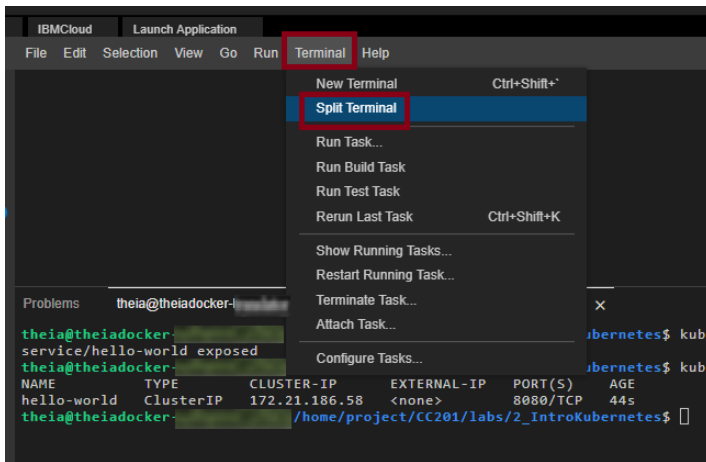 IBMCloud Launch Application
File Edit Selection View Go Run Terminal Help
New Terminal Ctrl+Shift+`
Split Terminal
Run Task...
Run Build Task
Run Test Task
Rerun Last Task Ctrl+Shift+K
Show Running Tasks...
Restart Running Task...
Terminate Task...
Attach Task...
Configure Tasks...
Problems theia@theiadocker- ×
theia@theiadocker- ubernetes$ kub
service/hello-world exposed
theia@theiadocker- ubernetes$ kub
NAME TYPE CLUSTER-IP EXTERNAL-IP PORT(S) AGE
hello-world ClusterIP 172.21.186.58 <none> 8080/TCP 44s
theia@theiadocker- /home/project/CC201/labs/2_IntroKubernetes$